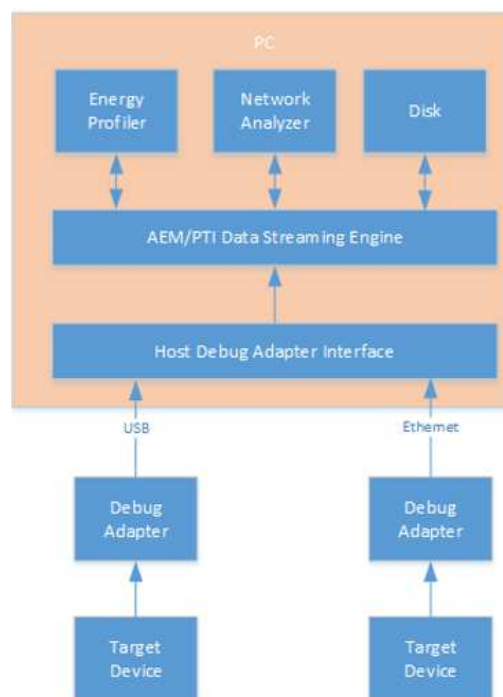 PC
Energy
Profiler
Network
Analyzer
Disk
AEM/PTI Data Streaming Engine
Host Debug Adapter Interface
USB
Ethernet
Debug
Adapter
Debug
Adapter
Target
Device
Target
Device